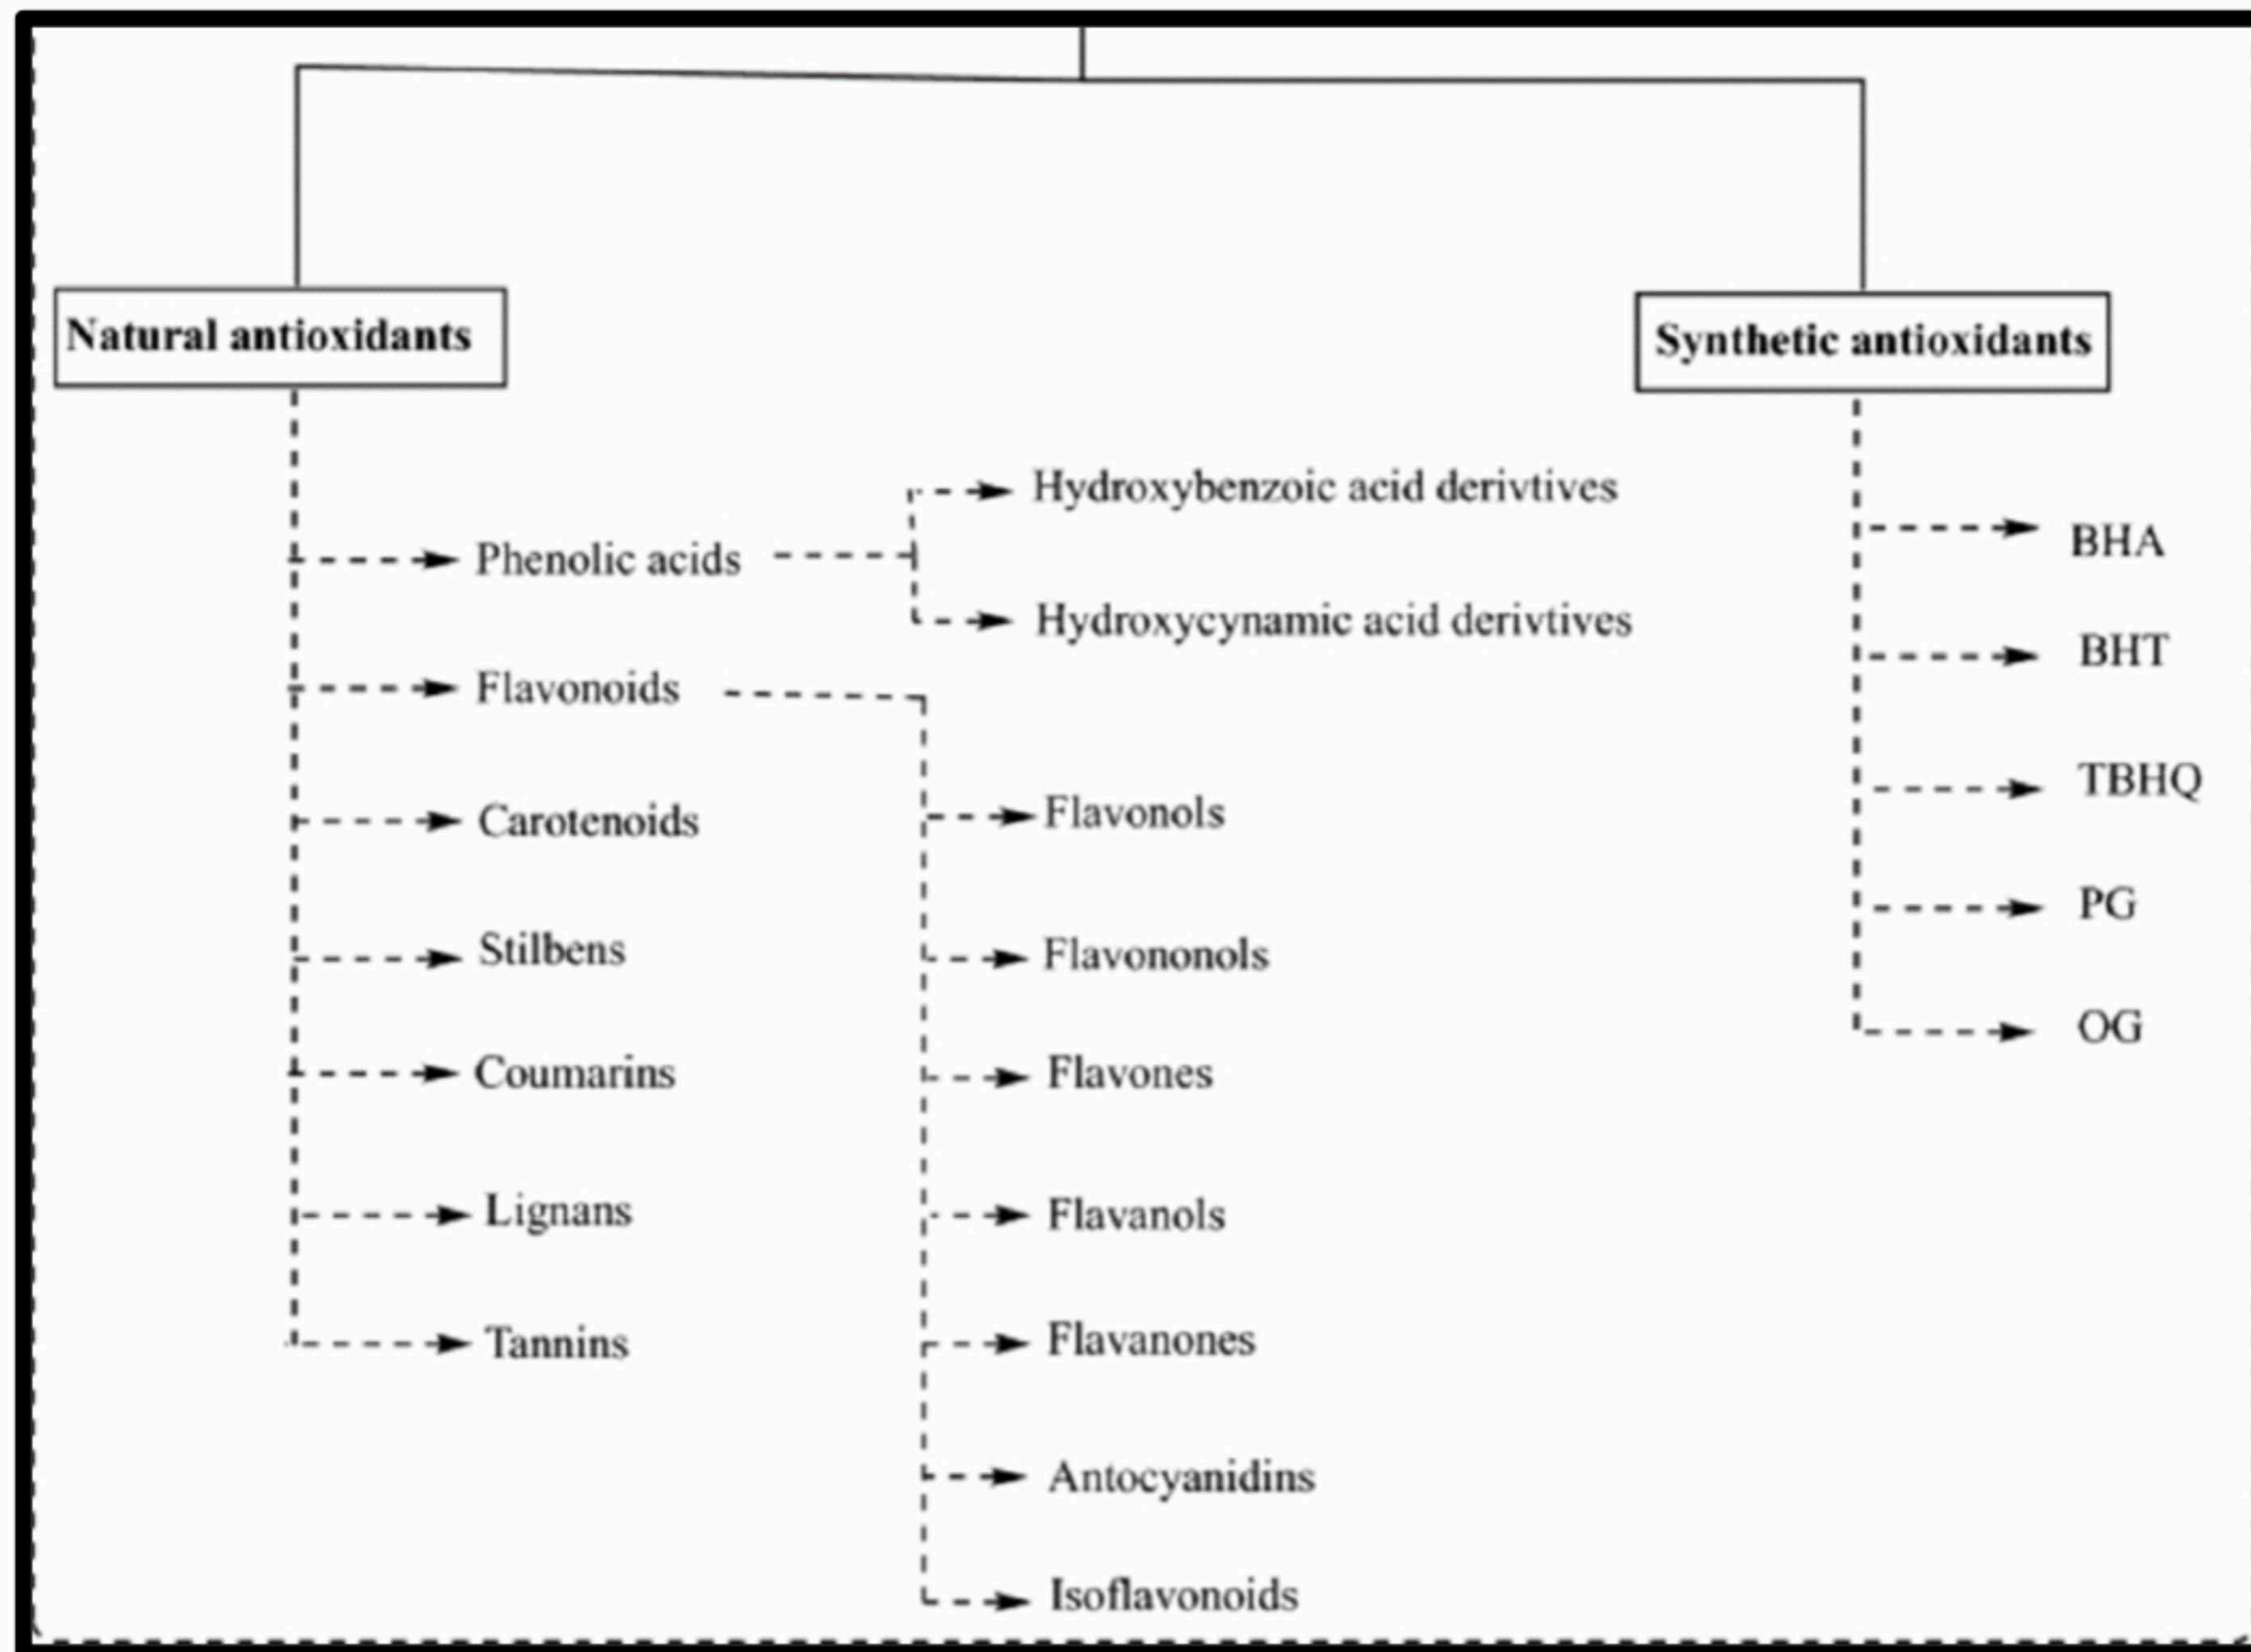 Natural antioxidants
Synthetic antioxidants
Phenolic acids
Hydroxybenzoic acid derivtives
Hydroxycynamic acid derivtives
Flavonoids
Carotenoids
Stilbens
Coumarins
Lignans
Tannins
Flavonols
Flavononols
Flavones
Flavanols
Flavanones
Antocyanidins
Isoflavonoids
BHA
BHT
TBHQ
PG
OG